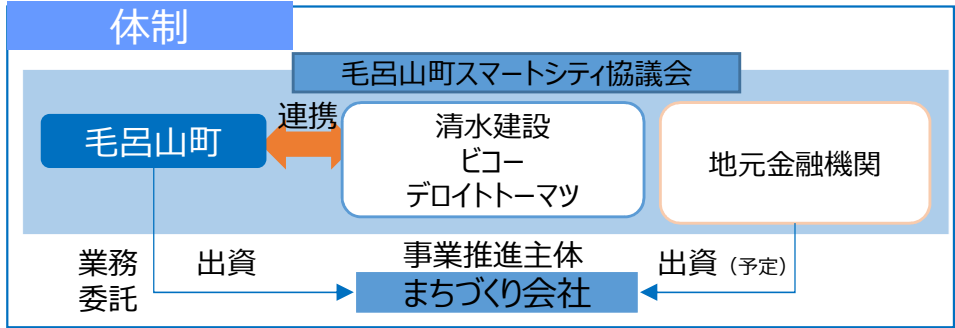 体制
毛呂山町スマートシティ協議会
毛呂山町
連携
清水建設
ビコー
デロイトトーマツ
地元金融機関
業務
委託
出資
事業推進主体
まちづくり会社
出資（予定）